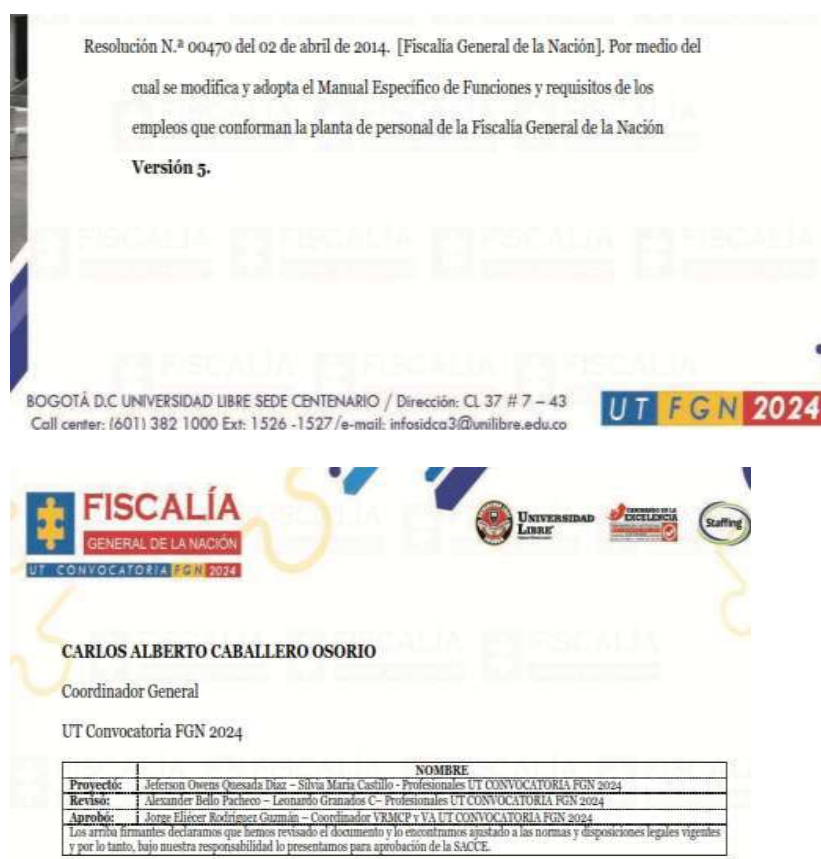 Resolución N.ª 00470 del 02 de abril de 2014. [Fiscalía General de la Nación]. Por medio del
cual se modifica y adopta el Manual Específico de Funciones y requisitos de los
empleos que conforman la planta de personal de la Fiscalía General de la Nación
Versión 5.
BOGOTÁ D.C UNIVERSIDAD LIBRE SEDE CENTENARIO / Dirección: CL 37 # 7 – 43
Call center: (601) 382 1000 Ext: 1526 -1527/e-mail: infosidca3@unilibre.edu.co
UT FGN 2024
FISCALÍA
GENERAL DE LA NACIÓN
UT CONVOCATORIA FGN 2024
UNIVERSIDAD
LIBRE
EXCELENCIA
Staffing
CARLOS ALBERTO CABALLERO OSORIO
Coordinador General
UT Convocatoria FGN 2024
NOMBRE
Proyectó: Jeferson Owens Quesada Diaz – Silvia María Castillo - Profesionales UT CONVOCATORIA FGN 2024
Revisó: Alexander Bello Pacheco – Leonardo Granados C– Profesionales UT CONVOCATORIA FGN 2024
Aprobó: Jorge Eliécer Rodríguez Guzmán – Coordinador VRMCP y VA UT CONVOCATORIA FGN 2024
Los arriba firmantes declaramos que hemos revisado el documento y lo encontramos ajustado a las normas y disposiciones legales vigentes
y por lo tanto, bajo nuestra responsabilidad lo presentamos para aprobación de la SACCE.